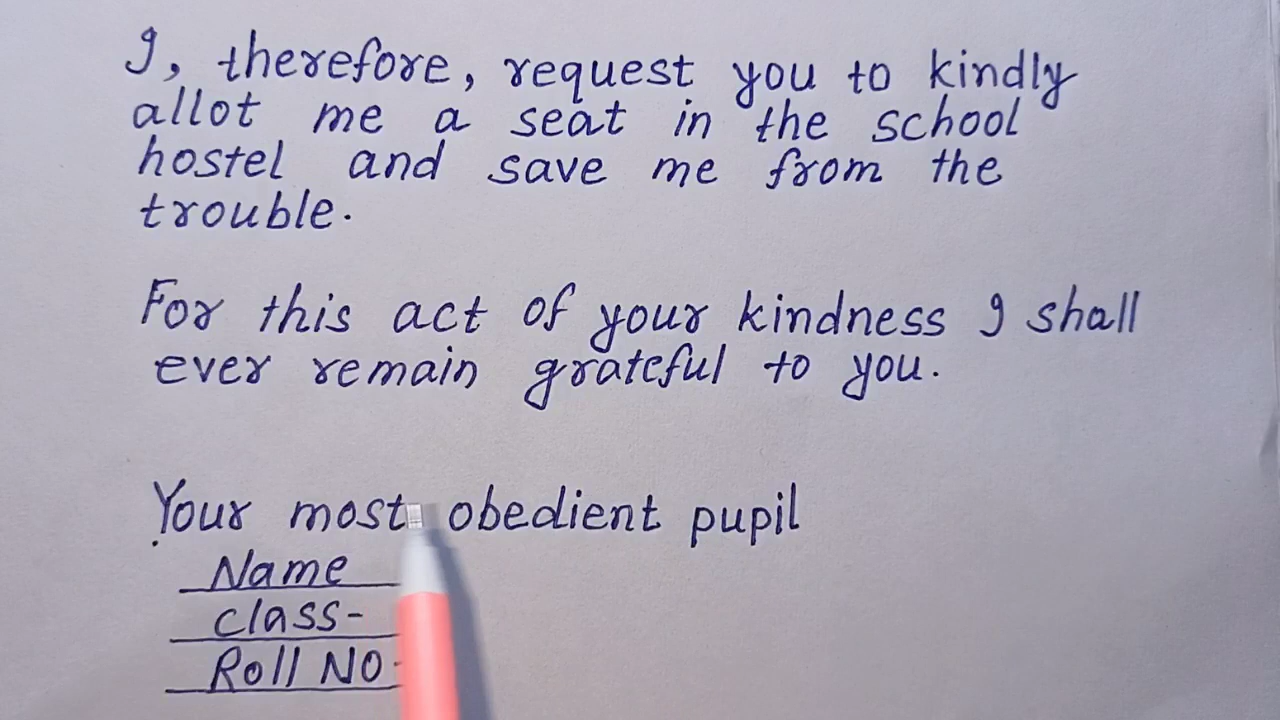 I, therefore, request you to kindly
allot me a seat in the school
hostel and save me from the
trouble.
For this act of your kindness I shall
ever remain grateful to you.
Your most obedient pupil
Name
class-
Roll NO.